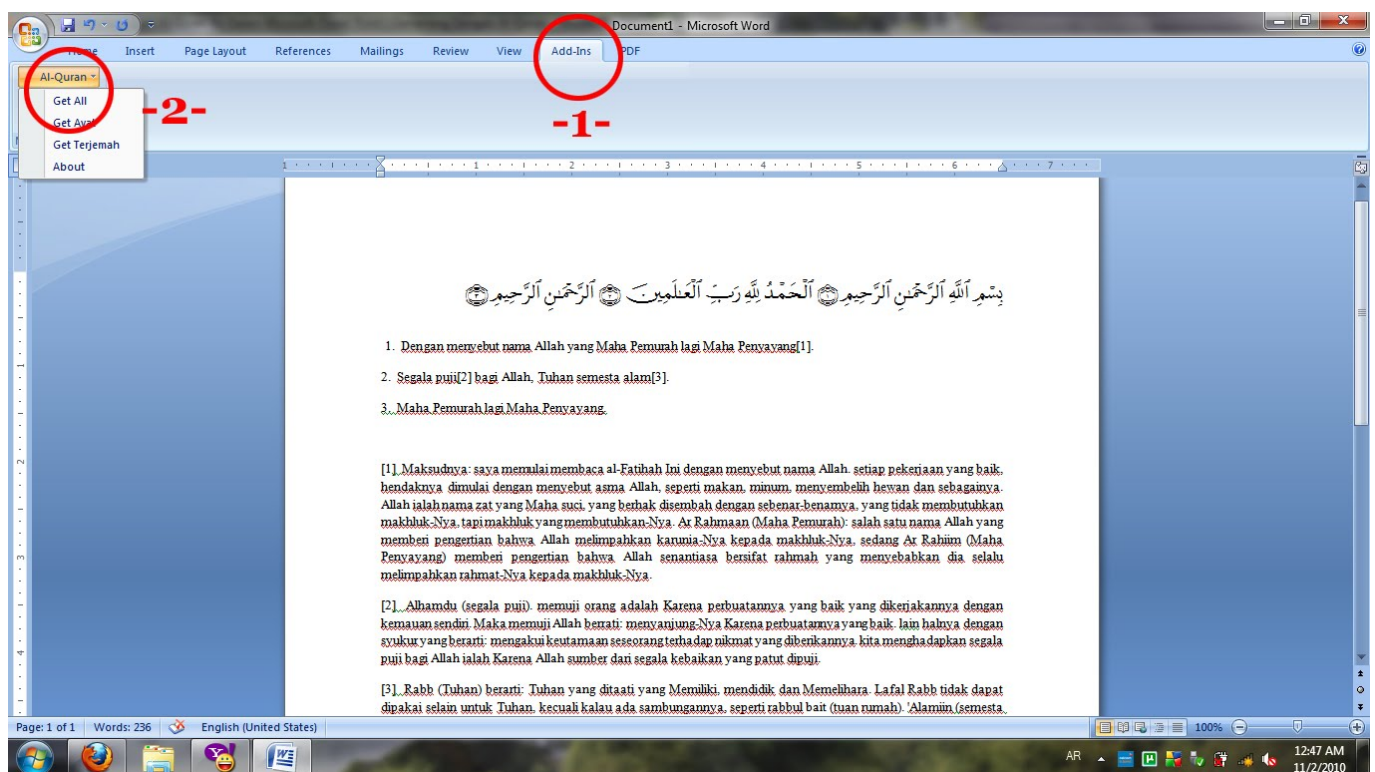 Document1 - Microsoft Word
Home Insert Page Layout References Mailings Review View Add-Ins PDF
Al-Quran
-1-
Get All
-2-
Get Ayat
Get Terjemah
About
1 1 2 3 4 5 6 7
بِسْمِ ٱللَّهِ ٱلرَّحْمَٰنِ ٱلرَّحِيمِ ۝١ ٱلْحَمْدُ لِلَّهِ رَبِّ ٱلْعَٰلَمِينَ ۝٢ ٱلرَّحْمَٰنِ ٱلرَّحِيمِ ۝٣
1. Dengan menyebut nama Allah yang Maha Pemurah lagi Maha Penyayang[1].
2. Segala puji[2] bagi Allah, Tuhan semesta alam[3].
3. Maha Pemurah lagi Maha Penyayang.
[1] Maksudnya: saya memulai membaca al-Fatihah Ini dengan menyebut nama Allah. setiap pekerjaan yang baik,
hendaknya dimulai dengan menyebut asma Allah, seperti makan, minum, menyembelih hewan dan sebagainya.
Allah ialah nama zat yang Maha suci, yang berhak disembah dengan sebenar-benarnya, yang tidak membutuhkan
makhluk-Nya, tapi makhluk yang membutuhkan-Nya. Ar Rahmaan (Maha Pemurah): salah satu nama Allah yang
memberi pengertian bahwa Allah melimpahkan karunia-Nya kepada makhluk-Nya, sedang Ar Rahiim (Maha
Penyayang) memberi pengertian bahwa Allah senantiasa bersifat rahmah yang menyebabkan dia selalu
melimpahkan rahmat-Nya kepada makhluk-Nya.
[2] Alhamdu (segala puji). memuji orang adalah Karena perbuatannya yang baik yang dikerjakannya dengan
kemauan sendiri. Maka memuji Allah berrati: menyanjung-Nya Karena perbuatannya yang baik. lain halnya dengan
syukur yang berarti: mengakui keutamaan seseorang terhadap nikmat yang diberikannya. kita menghadapkan segala
puji bagi Allah ialah Karena Allah sumber dari segala kebaikan yang patut dipuji.
[3] Rabb (Tuhan) berarti: Tuhan yang ditaati yang Memiliki, mendidik dan Memelihara. Lafal Rabb tidak dapat
dipakai selain untuk Tuhan, kecuali kalau ada sambungannya, seperti rabbul bait (tuan rumah). 'Alamiin (semesta
Page: 1 of 1 Words: 236 English (United States) 100%
AR 12:47 AM
11/2/2010